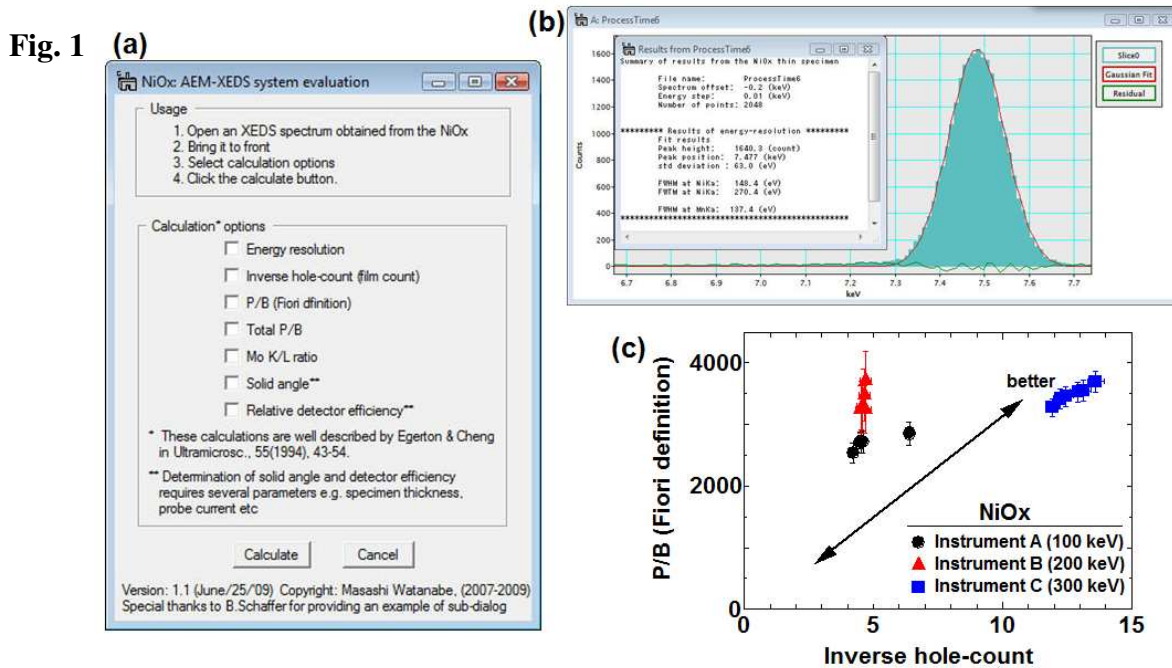 Fig. 1
(a)
NiOx: AEM-XEDS system evaluation
Usage
1. Open an XEDS spectrum obtained from the NiOx
2. Bring it to front
3. Select calculation options
4. Click the calculate button.
Calculation* options
Energy resolution
Inverse hole-count (film count)
P/B (Fiori dfinition)
Total P/B
Mo K/L ratio
Solid angle**
Relative detector efficiency**
* These calculations are well described by Egerton & Cheng
in Ultramicrosc., 55(1994), 43-54.
** Determination of solid angle and detector efficiency
requires several parameters e.g. specimen thickness,
probe current etc
Calculate
Cancel
Version: 1.1 (June/25/'09) Copyright: Masashi Watanabe, (2007-2009)
Special thanks to B.Schaffer for providing an example of sub-dialog
(b)
A: ProcessTime6
Results from ProcessTime6
Summary of results from the NiOx thin specimen
File name: ProcessTime6
Spectrum offset: -0.2 (keV)
Energy step: 0.01 (keV)
Number of points: 2048
********* Results of energy-resolution *********
Fit results
Peak height: 1640.3 (count)
Peak position: 7.477 (keV)
std deviation : 63.0 (eV)
FWHM at NiKa: 148.4 (eV)
FWTM at NiKa: 270.4 (eV)
FWHM at MnKa: 137.4 (eV)
************************************************
Slice0
Gaussian Fit
Residual
Counts
1600
1400
1200
1000
800
600
400
200
0
6.7 6.8 6.9 7.0 7.1 7.2 7.3 7.4 7.5 7.6 7.7
keV
(c)
P/B (Fiori definition)
4000
2000
0
better
NiOx
Instrument A (100 keV)
Instrument B (200 keV)
Instrument C (300 keV)
0 5 10 15
Inverse hole-count